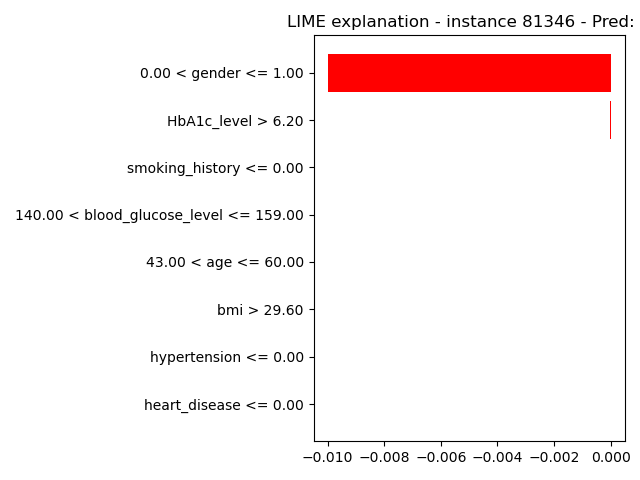 LIME explanation - instance 81346 - Pred:
0.00 < gender <= 1.00
HbA1c_level > 6.20
smoking_history <= 0.00
140.00 < blood_glucose_level <= 159.00
43.00 < age <= 60.00
bmi > 29.60
hypertension <= 0.00
heart_disease <= 0.00
−0.010 −0.008 −0.006 −0.004 −0.002 0.000